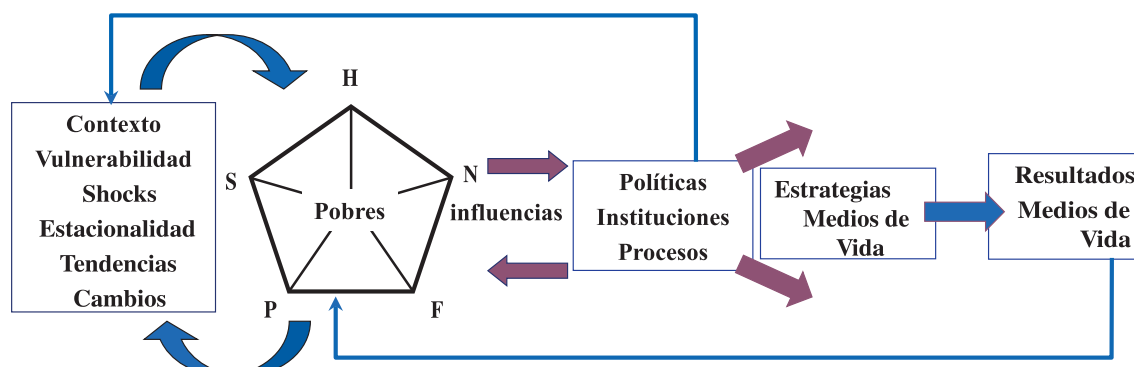 Contexto
Vulnerabilidad
Shocks
Estacionalidad
Tendencias
Cambios
H
S
N
Pobres
P
F
influencias
Políticas
Instituciones
Procesos
Estrategias
Medios de
Vida
Resultados
Medios de
Vida